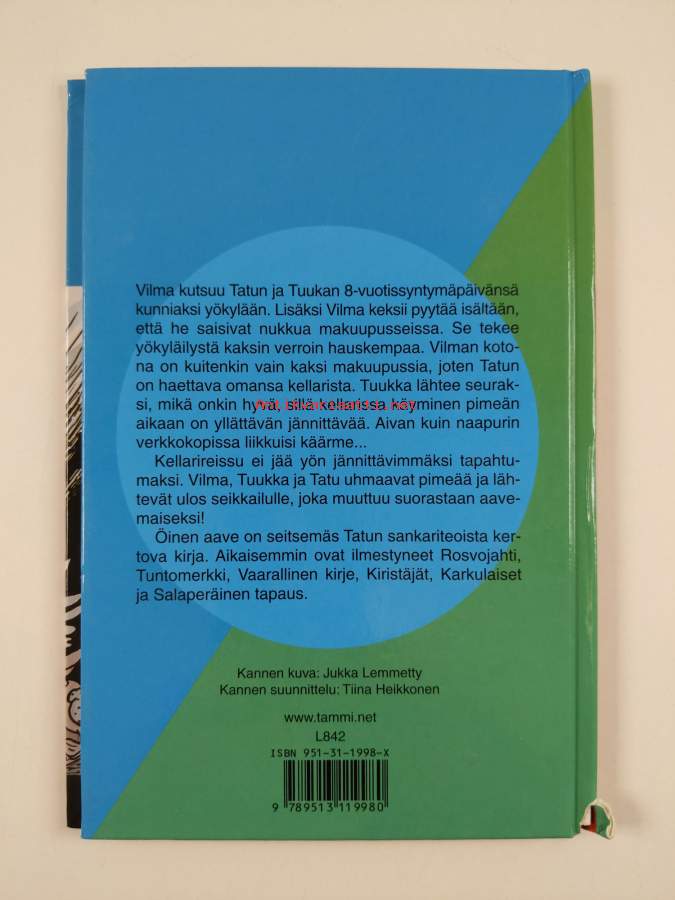 Vilma kutsuu Tatun ja Tuukan 8-vuotissyntymäpäivänsä
kunniaksi yökylään. Lisäksi Vilma keksii pyytää isältään,
että he saisivat nukkua makuupusseissa. Se tekee
yökyläilystä kaksin verroin hauskempaa. Vilman koto-
na on kuitenkin vain kaksi makuupussia, joten Tatun
on haettava omansa kellarista. Tuukka lähtee seurak-
si, mikä onkin hyvä, sillä kellarissa käyminen pimeän
Antikvariaatti.net
aikaan on yllättävän jännittävää. Aivan kuin naapurin
verkkokopissa liikkuisi käärme...
Kellarireissu ei jää yön jännittävimmäksi tapahtu-
maksi. Vilma, Tuukka ja Tatu uhmaavat pimeää ja läh-
tevät ulos seikkailulle, joka muuttuu suorastaan aave-
maiseksi!
Öinen aave on seitsemäs Tatun sankariteoista ker-
tova kirja. Aikaisemmin ovat ilmestyneet Rosvojahti,
Tuntomerkki, Vaarallinen kirje, Kiristäjät, Karkulaiset
ja Salaperäinen tapaus.
Kannen kuva: Jukka Lemmetty
Kannen suunnittelu: Tiina Heikkonen
www.tammi.net
L842
ISBN 951-31-1998-X
9 789513 119980